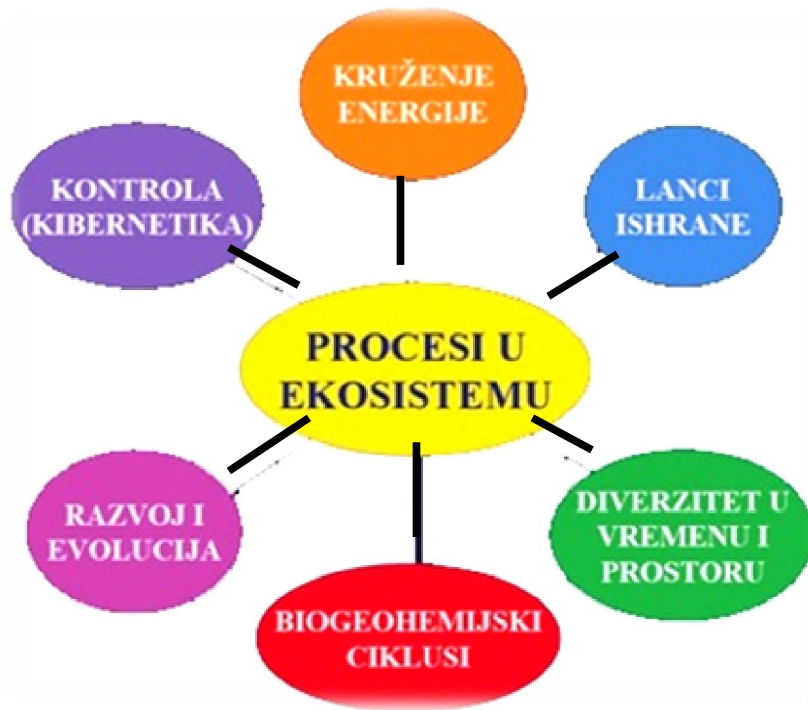 KRUŽENJE
ENERGIJE
KONTROLA
(KIBERNETIKA)
LANCI
ISHRANE
PROCESI U
EKOSISTEMU
RAZVOJ I
EVOLUCIJA
DIVERZITET U
VREMENU I
PROSTORU
BIOGEOHEMIJSKI
CIKLUSI